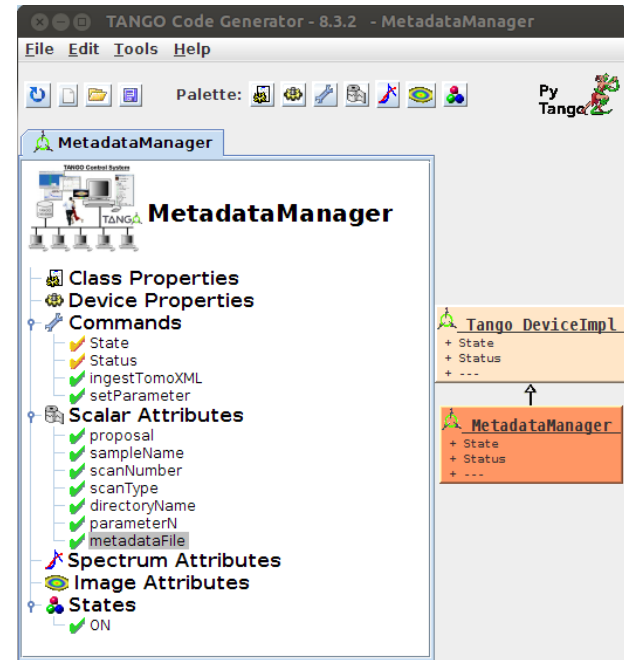 TANGO Code Generator - 8.3.2 - MetadataManager
File Edit Tools Help
Palette:
Py
Tango
MetadataManager
TANGO Control System
TANGO
MetadataManager
Class Properties
Device Properties
Commands
State
Status
ingestTomoXML
setParameter
Scalar Attributes
proposal
sampleName
scanNumber
scanType
directoryName
parameterN
metadataFile
Spectrum Attributes
Image Attributes
States
ON
Tango DeviceImpl
+ State
+ Status
+ ---
MetadataManager
+ State
+ Status
+ ---